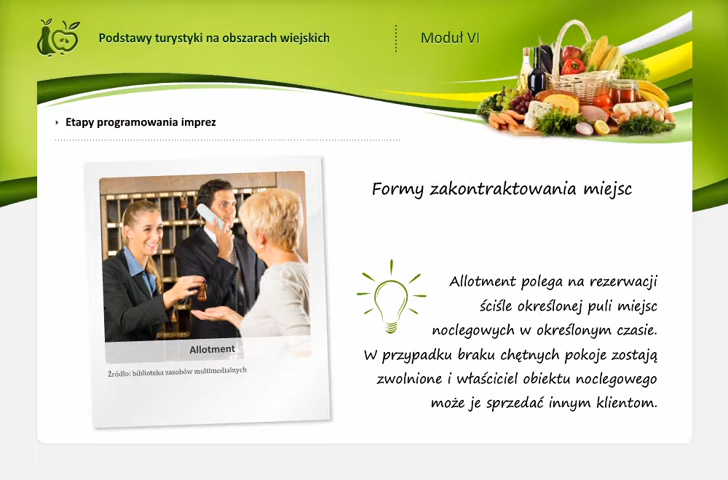 Podstawy turystyki na obszarach wiejskich
Moduł VI
Etapy programowania imprez
Formy zakontraktowania miejsc
Allotment
Źródło: biblioteka zasobów multimedialnych
Allotment polega na rezerwacji
ściśle określonej puli miejsc
noclegowych w określonym czasie.
W przypadku braku chętnych pokoje zostają
zwolnione i właściciel obiektu noclegowego
może je sprzedać innym klientom.